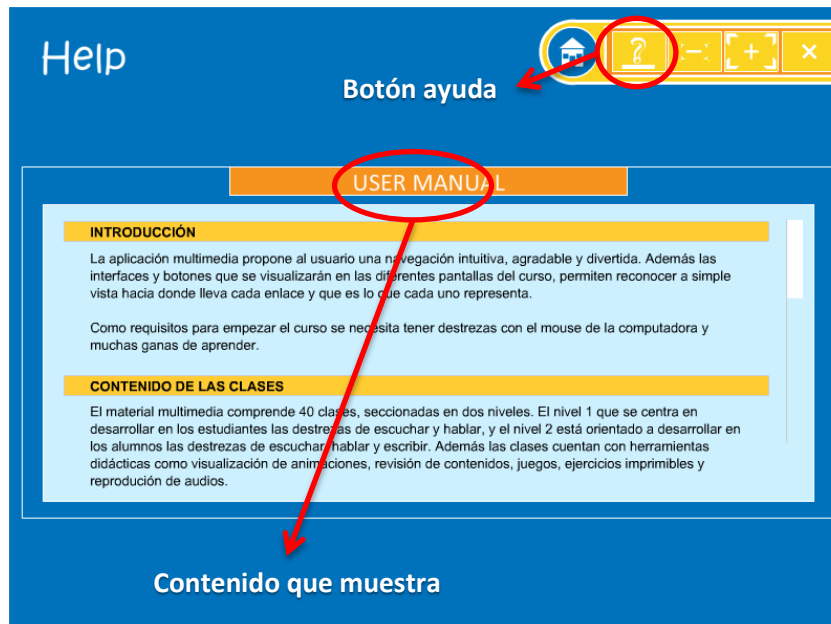 Help
?
-
+
×
Botón ayuda
USER MANUAL
INTRODUCCIÓN
La aplicación multimedia propone al usuario una navegación intuitiva, agradable y divertida. Además las
interfaces y botones que se visualizarán en las diferentes pantallas del curso, permiten reconocer a simple
vista hacia donde lleva cada enlace y que es lo que cada uno representa.
Como requisitos para empezar el curso se necesita tener destrezas con el mouse de la computadora y
muchas ganas de aprender.
CONTENIDO DE LAS CLASES
El material multimedia comprende 40 clases, seccionadas en dos niveles. El nivel 1 que se centra en
desarrollar en los estudiantes las destrezas de escuchar y hablar, y el nivel 2 está orientado a desarrollar en
los alumnos las destrezas de escuchar, hablar y escribir. Además las clases cuentan con herramientas
didácticas como visualización de animaciones, revisión de contenidos, juegos, ejercicios imprimibles y
reprodución de audios.
Contenido que muestra